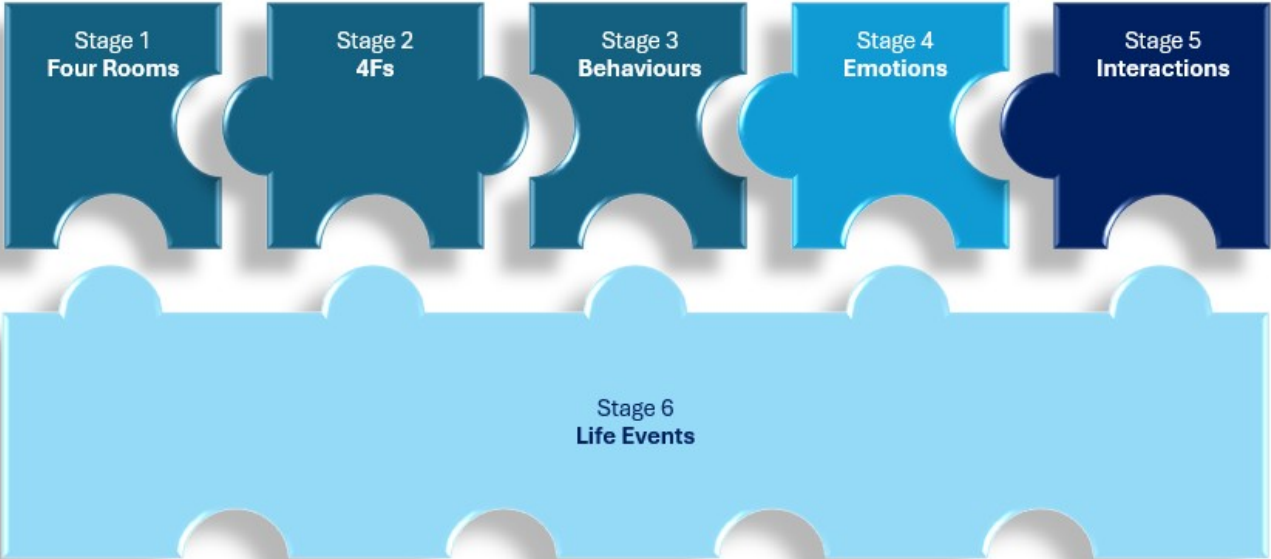 Stage 1
Four Rooms
Stage 2
4Fs
Stage 3
Behaviours
Stage 4
Emotions
Stage 5
Interactions
Stage 6
Life Events